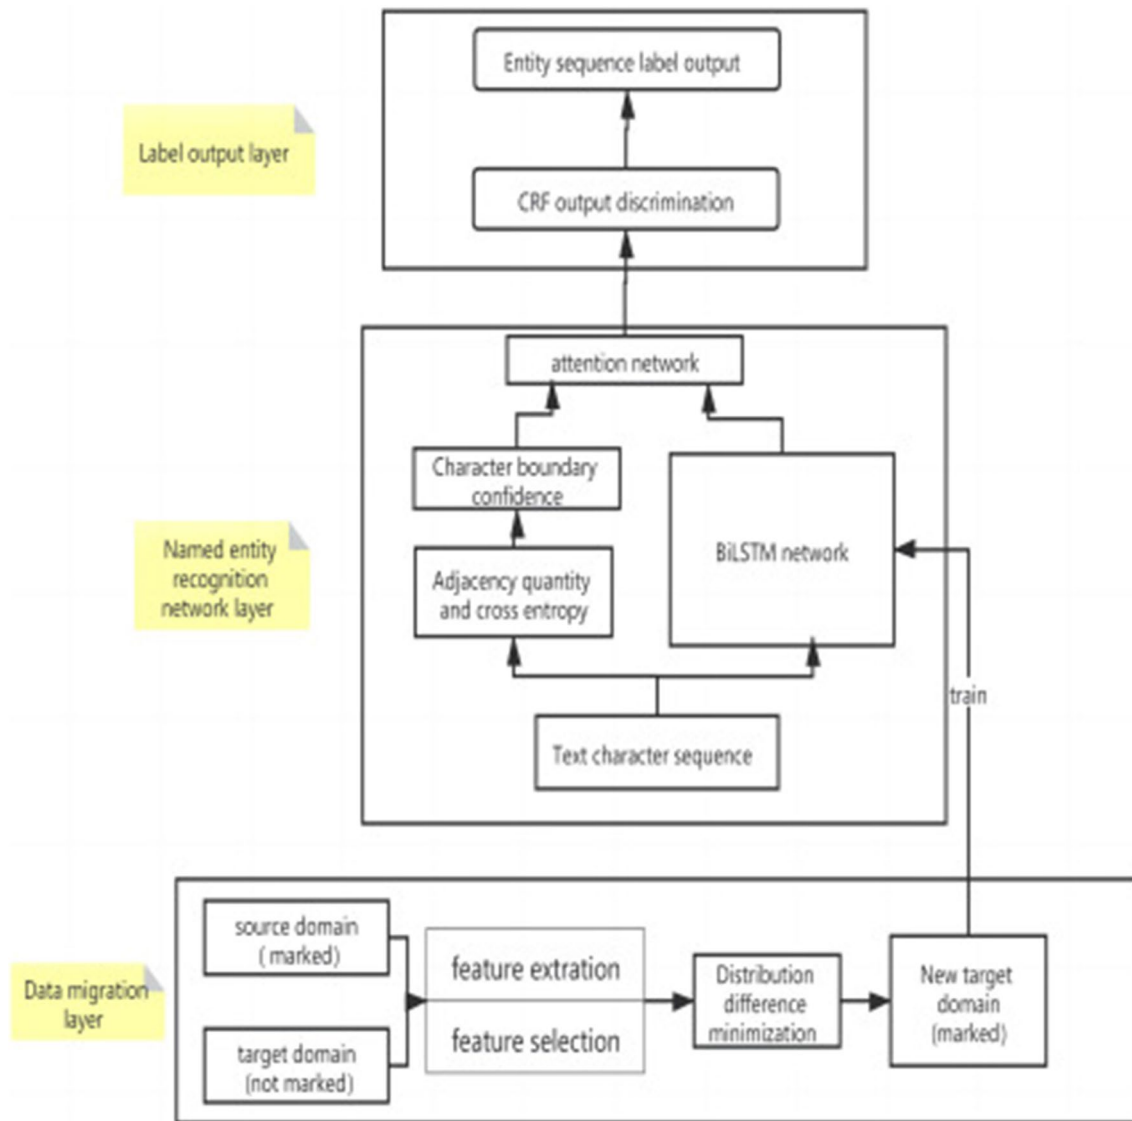 Entity sequence label output
Label output layer
CRF output discrimination
attention network
Character boundary
confidence
Named entity
recognition
network layer
Adjacency quantity
and cross entropy
BiLSTM network
train
Text character sequence
source domain
( marked)
Data migration
layer
feature extration
feature selection
Distribution
difference
minimization
New target
domain
(marked)
target domain
(not marked)